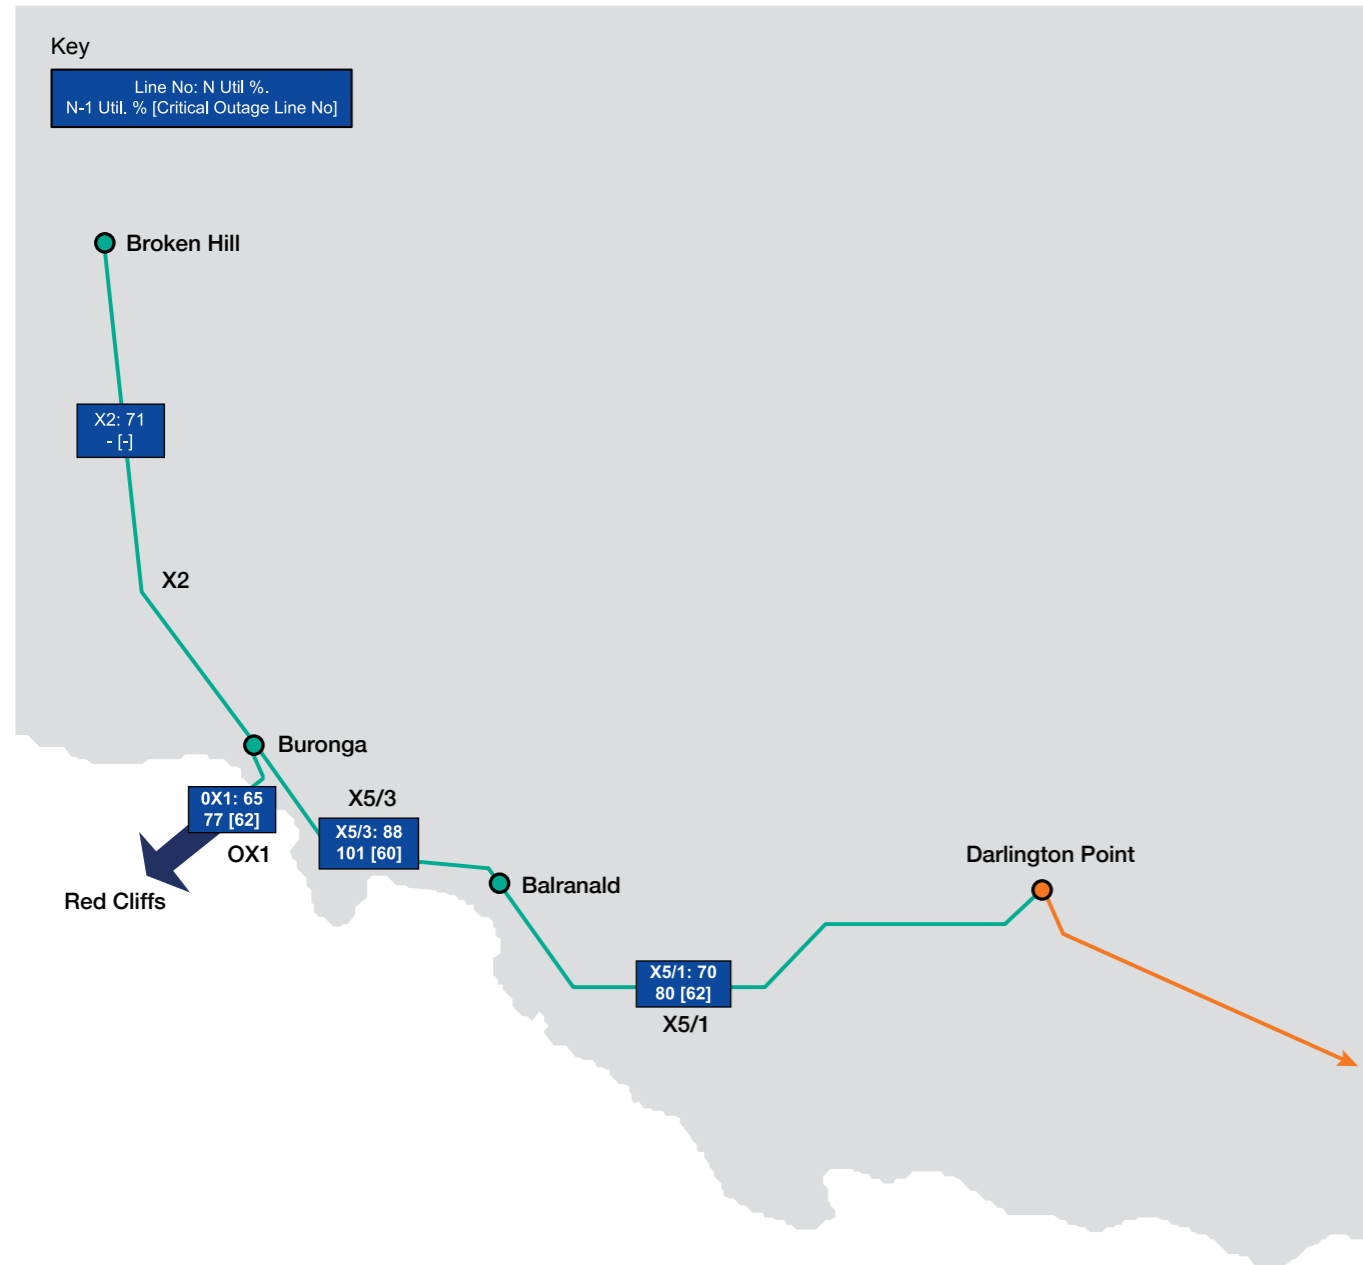 Key
Line No: N Util %.
N-1 Util. % [Critical Outage Line No]
Broken Hill
X2: 71
- [-]
X2
Buronga
0X1: 65
77 [62]
OX1
Red Cliffs
X5/3
X5/3: 88
101 [60]
Balranald
Darlington Point
X5/1: 70
80 [62]
X5/1